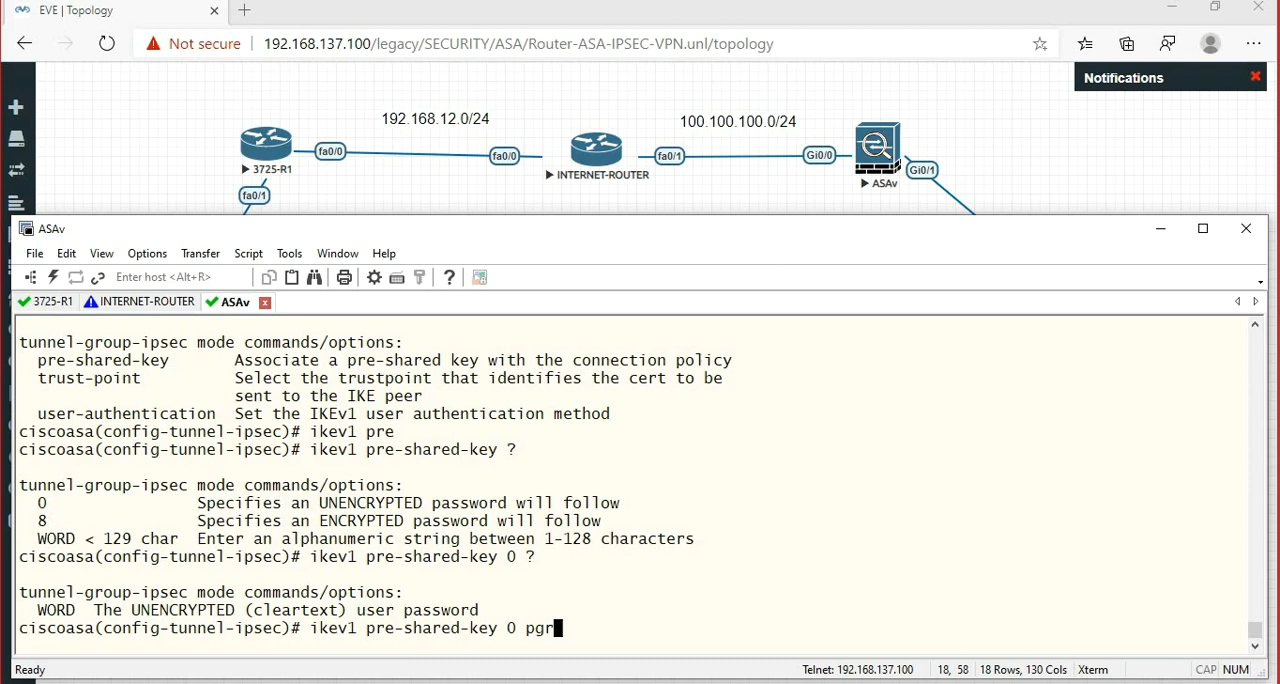 EVE | Topology
Not secure 192.168.137.100/legacy/SECURITY/ASA/Router-ASA-IPSEC-VPN.unl/topology
Notifications
192.168.12.0/24
100.100.100.0/24
fa0/0
fa0/0
fa0/1
Gi0/0
Gi0/1
3725-R1
INTERNET-ROUTER
ASAv
fa0/1
ASAv
File Edit View Options Transfer Script Tools Window Help
Enter host <Alt+R>
3725-R1 INTERNET-ROUTER ASAv
tunnel-group-ipsec mode commands/options:
pre-shared-key Associate a pre-shared key with the connection policy
trust-point Select the trustpoint that identifies the cert to be
sent to the IKE peer
user-authentication Set the IKEv1 user authentication method
ciscoasa(config-tunnel-ipsec)# ikev1 pre
ciscoasa(config-tunnel-ipsec)# ikev1 pre-shared-key ?
tunnel-group-ipsec mode commands/options:
0 Specifies an UNENCRYPTED password will follow
8 Specifies an ENCRYPTED password will follow
WORD < 129 char Enter an alphanumeric string between 1-128 characters
ciscoasa(config-tunnel-ipsec)# ikev1 pre-shared-key 0 ?
tunnel-group-ipsec mode commands/options:
WORD The UNENCRYPTED (cleartext) user password
ciscoasa(config-tunnel-ipsec)# ikev1 pre-shared-key 0 pgr
Ready Telnet: 192.168.137.100 18, 58 18 Rows, 130 Cols Xterm CAP NUM